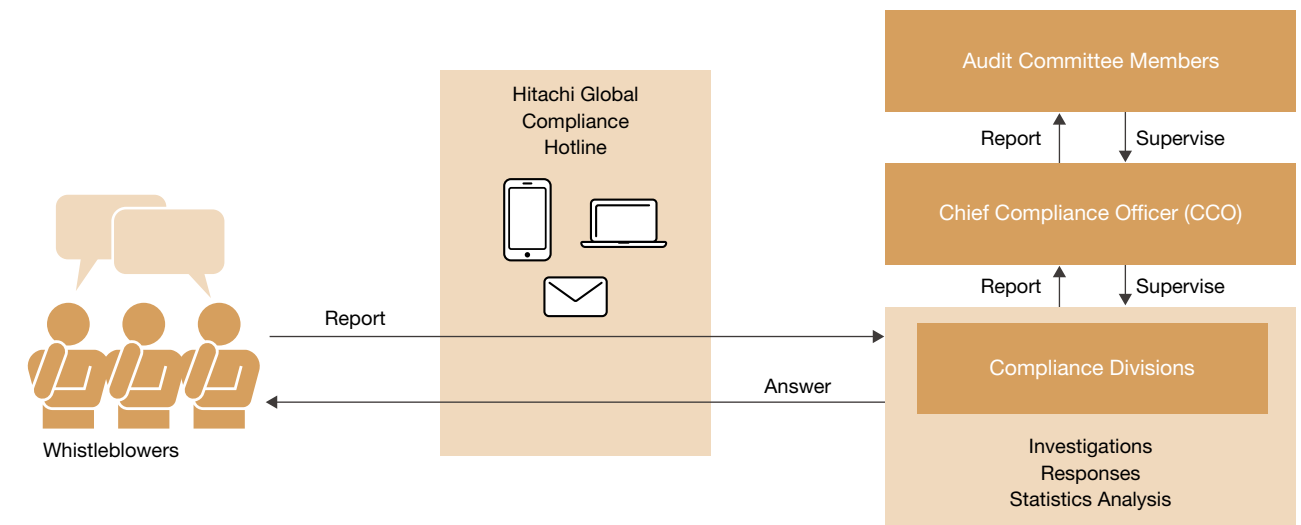 Audit Committee Members
Hitachi Global
Compliance
Hotline
Report
Supervise
Chief Compliance Officer (CCO)
Report
Supervise
Report
Compliance Divisions
Answer
Whistleblowers
Investigations
Responses
Statistics Analysis